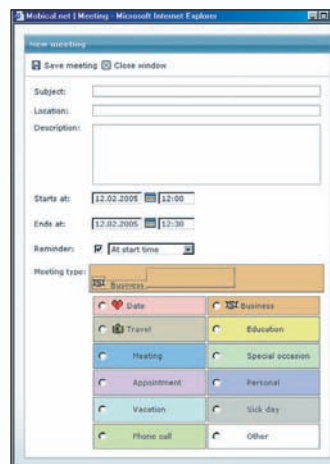 Mobical.net | Meeting - Microsoft Internet Explorer
New meeting
Save meeting Close window
Subject:
Location:
Description:
Starts at: 12.02.2005 12:00
Ends at: 12.02.2005 12:30
Reminder: At start time
Meeting type:
Business
Date Business
Travel Education
Meeting Special occasion
Appointment Personal
Vacation Sick day
Phone call Other